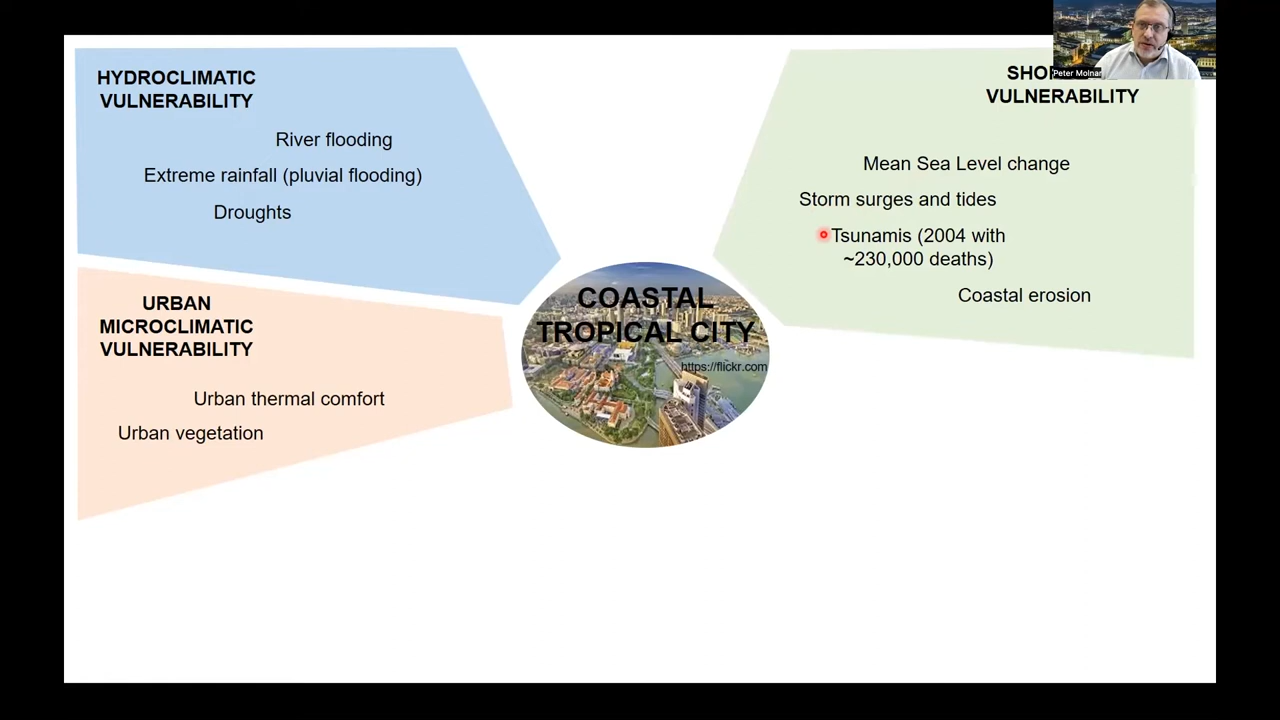 HYDROCLIMATIC
VULNERABILITY
River flooding
Extreme rainfall (pluvial flooding)
Droughts
URBAN
MICROCLIMATIC
VULNERABILITY
Urban thermal comfort
Urban vegetation
COASTAL
TROPICAL CITY
https://flickr.com
Peter Molnar
VULNERABILITY
Mean Sea Level change
Storm surges and tides
Tsunamis (2004 with
~230,000 deaths)
Coastal erosion